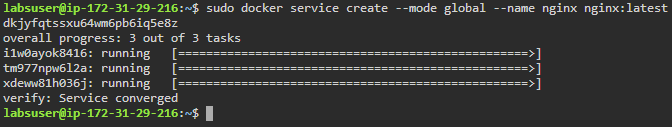 labsuser@ip-172-31-29-216:~$ sudo docker service create --mode global --name nginx nginx:latest
dkjyfqtssxu64wm6pb6iq5e8z
overall progress: 3 out of 3 tasks
i1w0ayok8416: running   [==================================================>]
tm977npw6l2a: running   [==================================================>]
xdeww81h036j: running   [==================================================>]
verify: Service converged
labsuser@ip-172-31-29-216:~$